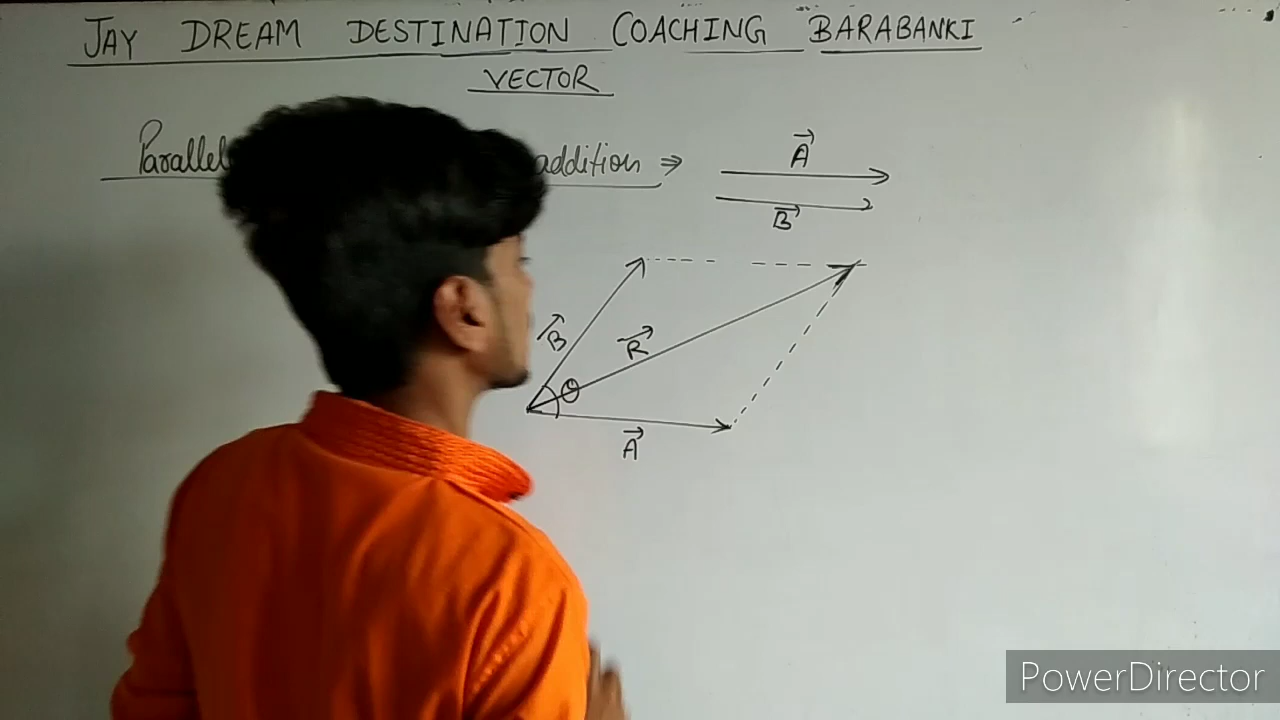 JAY DREAM DESTINATION COACHING BARABANKI
VECTOR
Parallel addition ⇒
A⃗
B⃗
B⃗
R⃗
θ
A⃗
PowerDirector